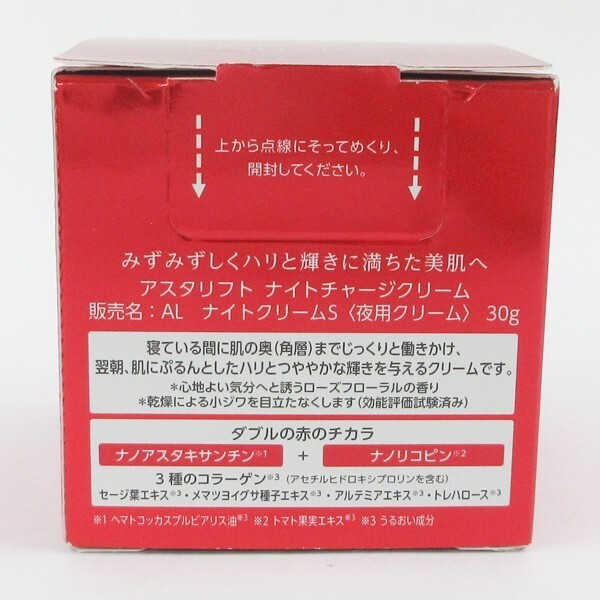 上から点線にそってめくり、
開封してください。
みずみずしくハリと輝きに満ちた美肌へ
アスタリフト ナイトチャージクリーム
販売名：AL ナイトクリームS〈夜用クリーム〉 30g
寝ている間に肌の奥(角層)までじっくりと働きかけ、
翌朝、肌にぷるんとしたハリとつややかな輝きを与えるクリームです。
＊心地よい気分へと誘うローズフローラルの香り
＊乾燥による小ジワを目立たなくします(効能評価試験済み)
ダブルの赤のチカラ
ナノアスタキサンチン※1 + ナノリコピン※2
3種のコラーゲン※3 (アセチルヒドロキシプロリンを含む)
セージ葉エキス※3・メマツヨイグサ種子エキス※3・アルテミアエキス※3・トレハロース※3
※1 ヘマトコッカスプルビアリス油※3 ※2 トマト果実エキス※3 ※3 うるおい成分